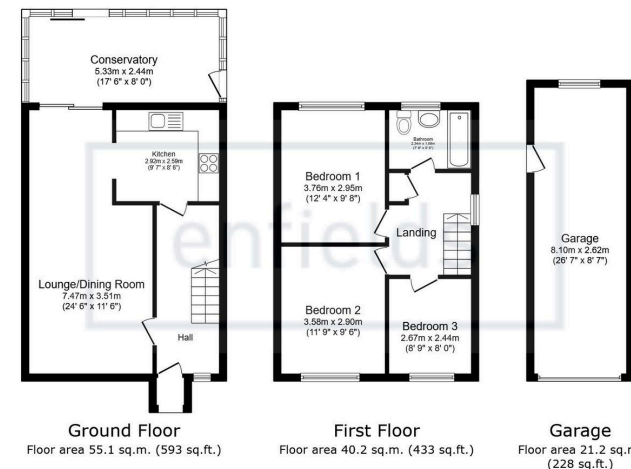 Conservatory
5.33m x 2.44m
(17' 6" x 8' 0")
Kitchen
2.92m x 2.59m
(9' 7" x 8' 6")
Lounge/Dining Room
7.47m x 3.51m
(24' 6" x 11' 6")
Hall
Ground Floor
Floor area 55.1 sq.m. (593 sq.ft.)
Bathroom
Bedroom 1
3.76m x 2.95m
(12' 4" x 9' 8")
Landing
enfields
Bedroom 2
3.58m x 2.90m
(11' 9" x 9' 6")
Bedroom 3
2.67m x 2.44m
(8' 9" x 8' 0")
First Floor
Floor area 40.2 sq.m. (433 sq.ft.)
Garage
8.10m x 2.62m
(26' 7" x 8' 7")
Garage
Floor area 21.2 sq.m
(228 sq.ft.)